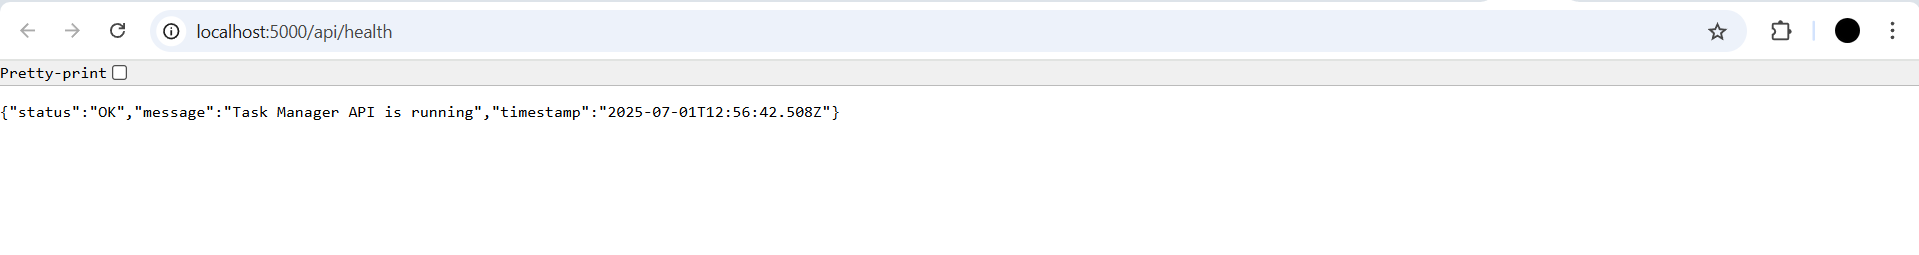 localhost:5000/api/health
Pretty-print
{"status":"OK","message":"Task Manager API is running","timestamp":"2025-07-01T12:56:42.508Z"}